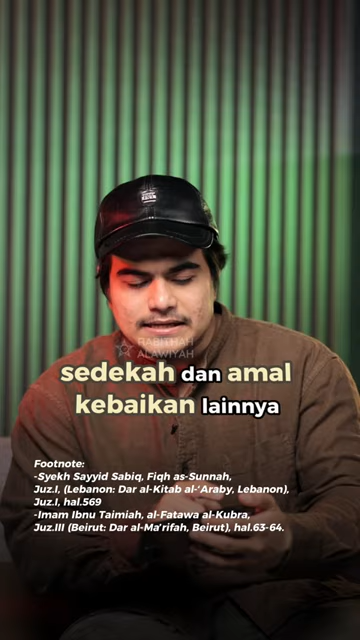 RABITHAH
ALAWIYAH
sedekah dan amal
kebaikan lainnya
Footnote:
-Syekh Sayyid Sabiq, Fiqh as-Sunnah,
Juz.I, (Lebanon: Dar al-Kitab al-'Araby, Lebanon),
Juz.I, hal.569
-Imam Ibnu Taimiah, al-Fatawa al-Kubra,
Juz.III (Beirut: Dar al-Ma'rifah, Beirut), hal.63-64.